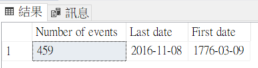 結果 訊息
Number of events Last date First date
1 459 2016-11-08 1776-03-09